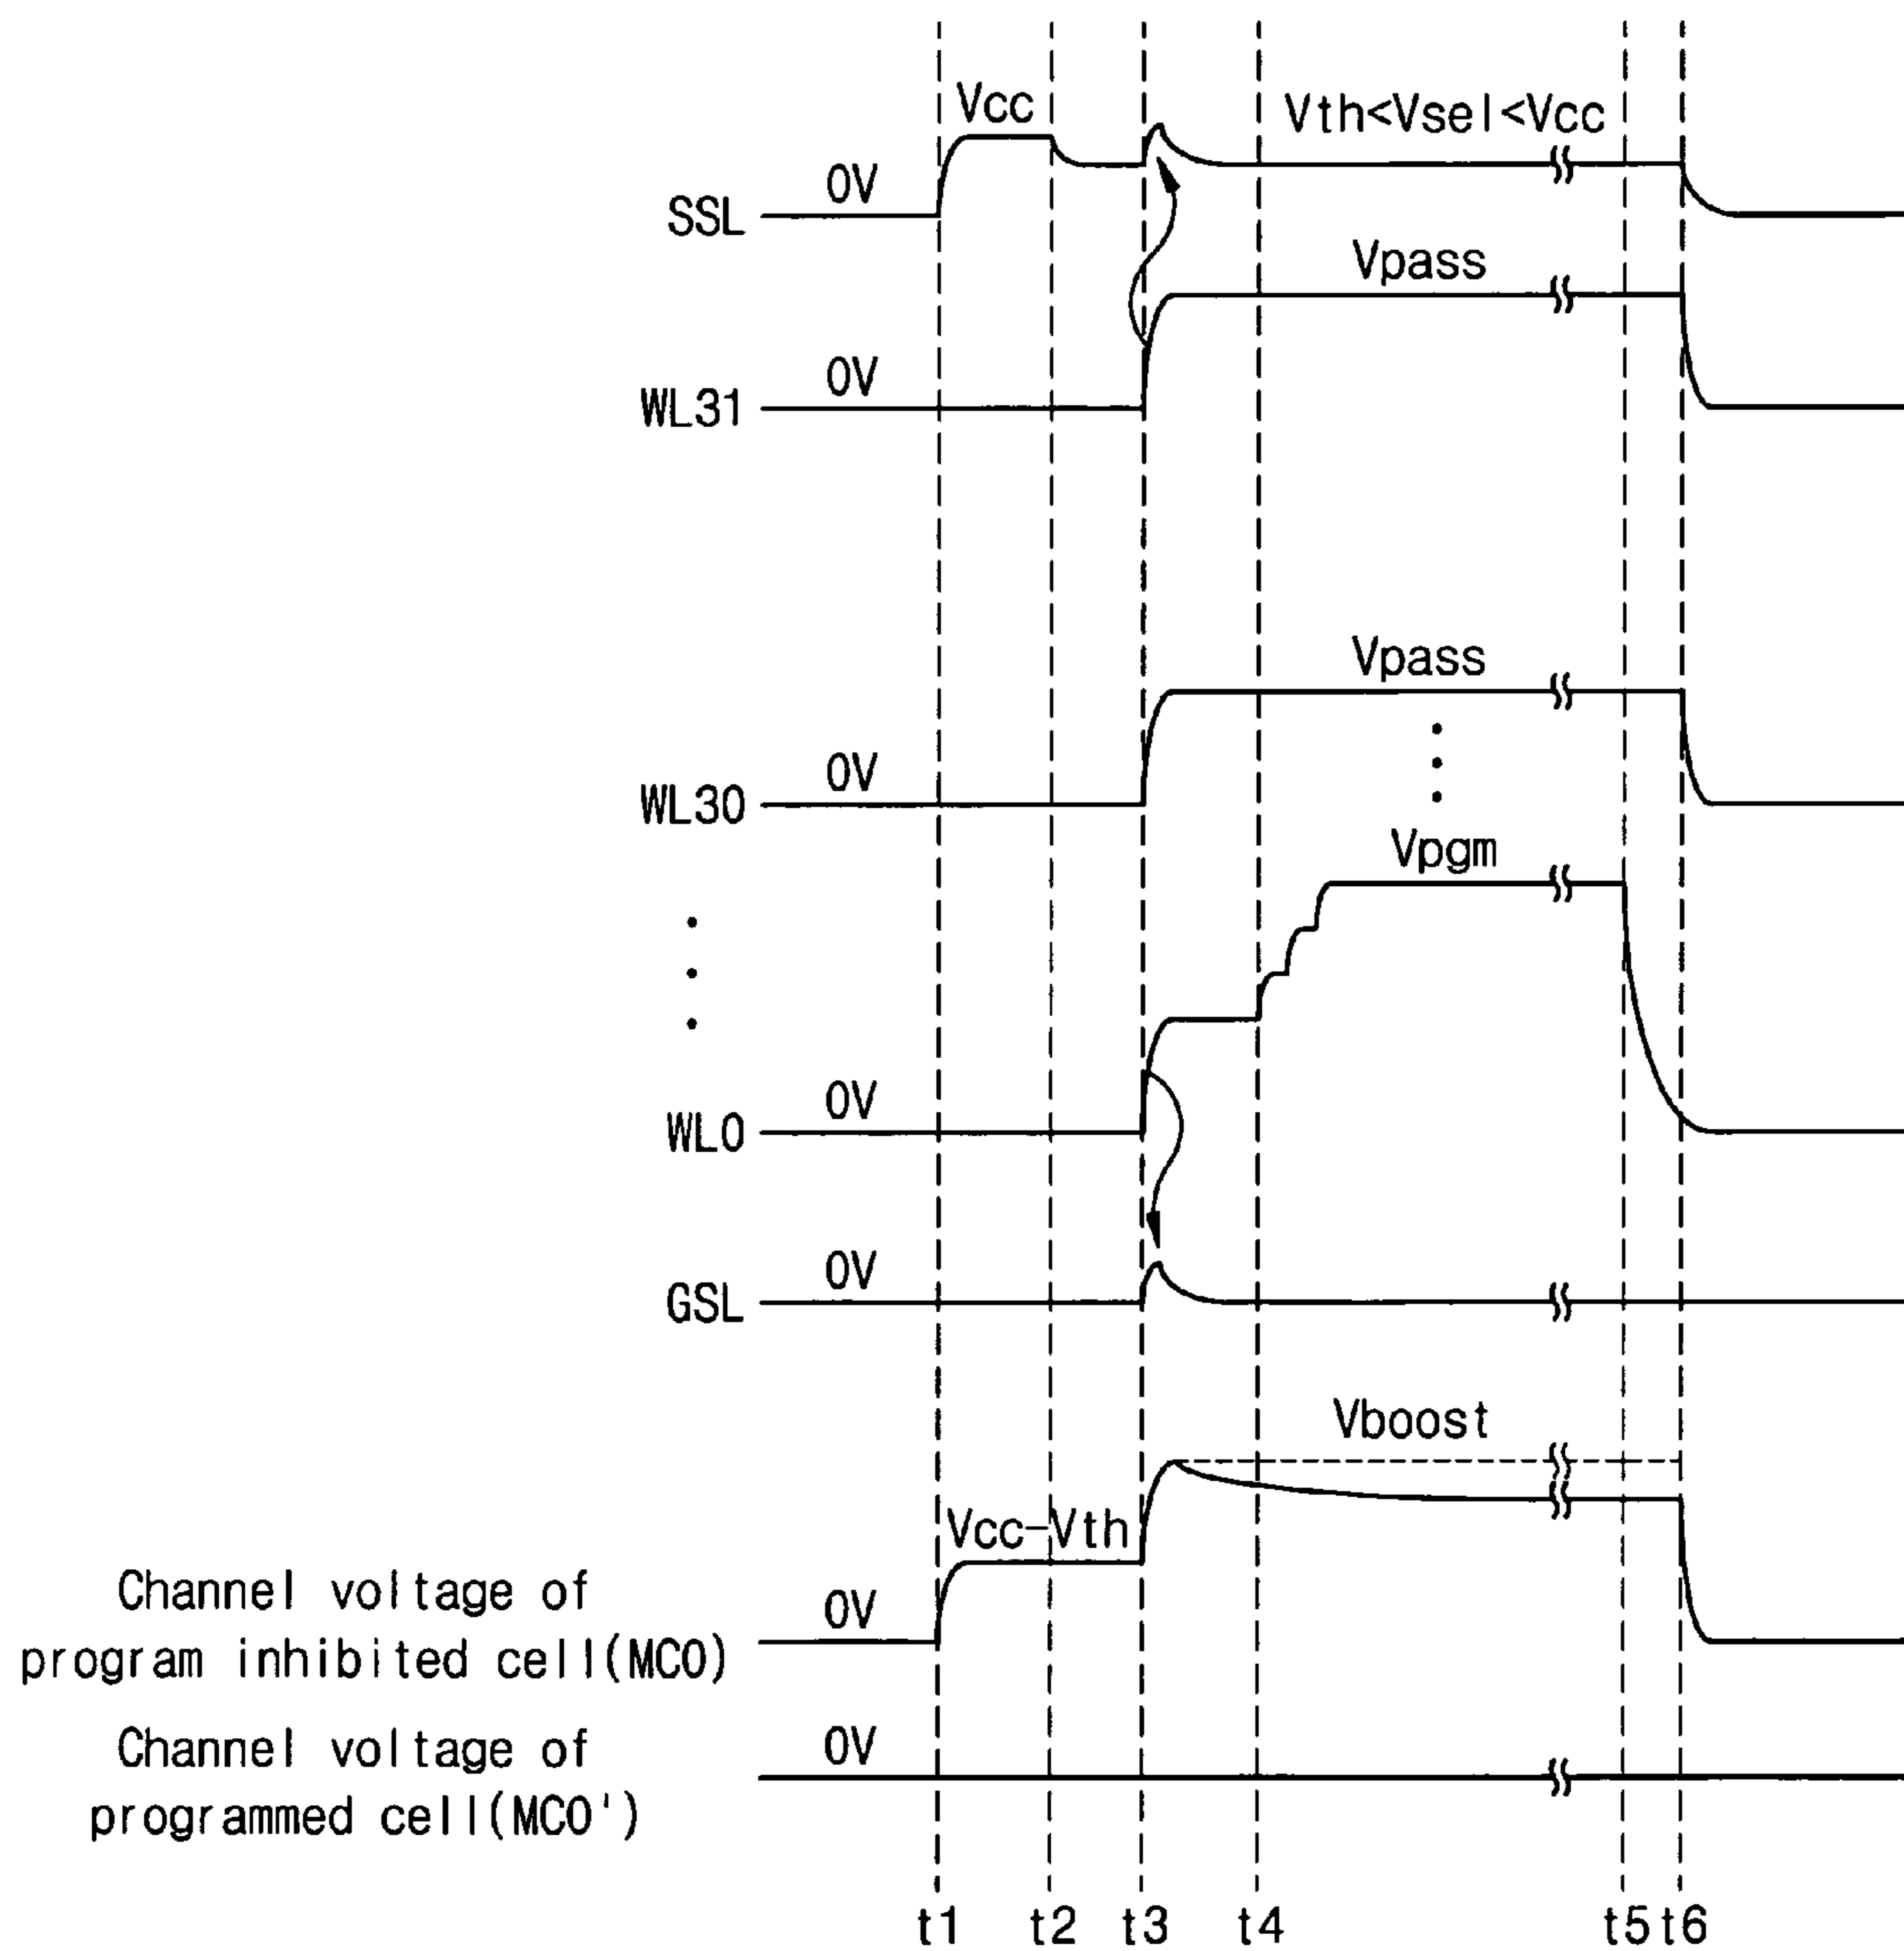 Vcc
Vth<Vsel<Vcc
0V
SSL
Vpass
0V
WL31
Vpass
0V
WL30
Vpgm
0V
WL0
0V
GSL
Vboost
Vcc-Vth
Channel voltage of
program inhibited cell(MC0)
0V
Channel voltage of
programmed cell(MC0')
0V
t1 t2 t3 t4 t5 t6